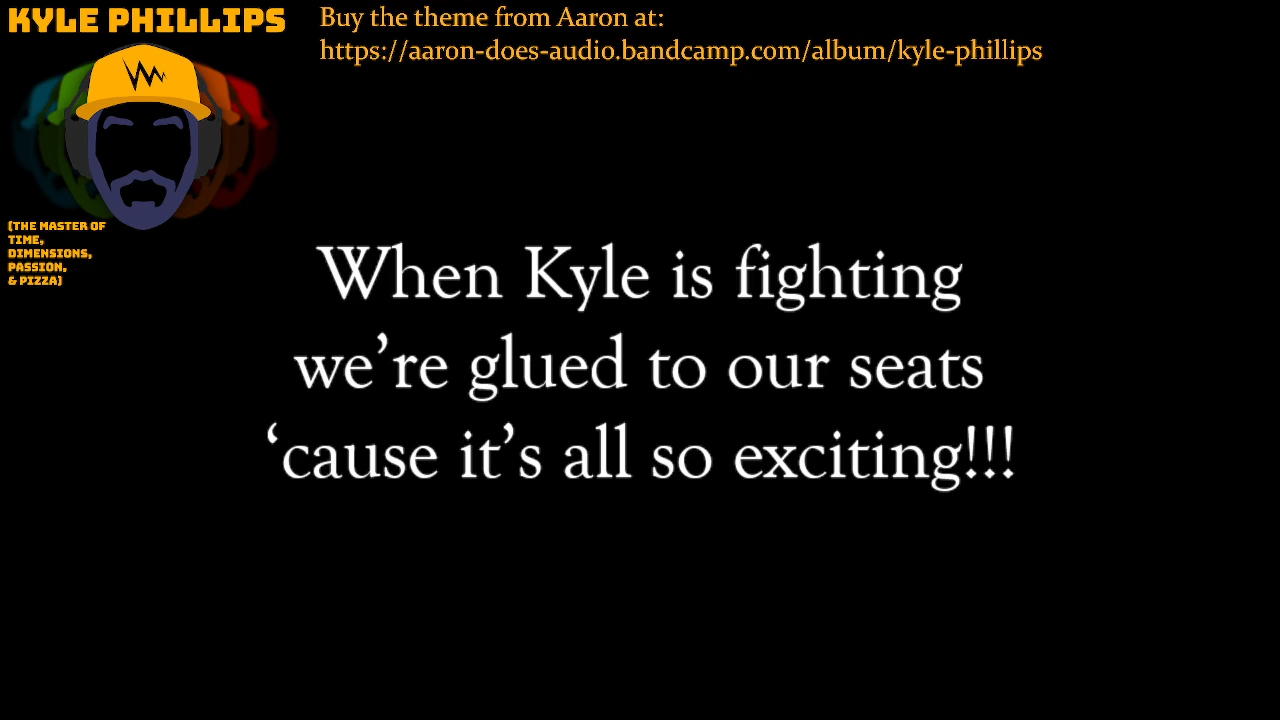 KYLE PHILLIPS
Buy the theme from Aaron at:
https://aaron-does-audio.bandcamp.com/album/kyle-phillips
(THE MASTER OF
TIME,
DIMENSIONS,
PASSION,
& PIZZA)
When Kyle is fighting
we’re glued to our seats
‘cause it’s all so exciting!!!